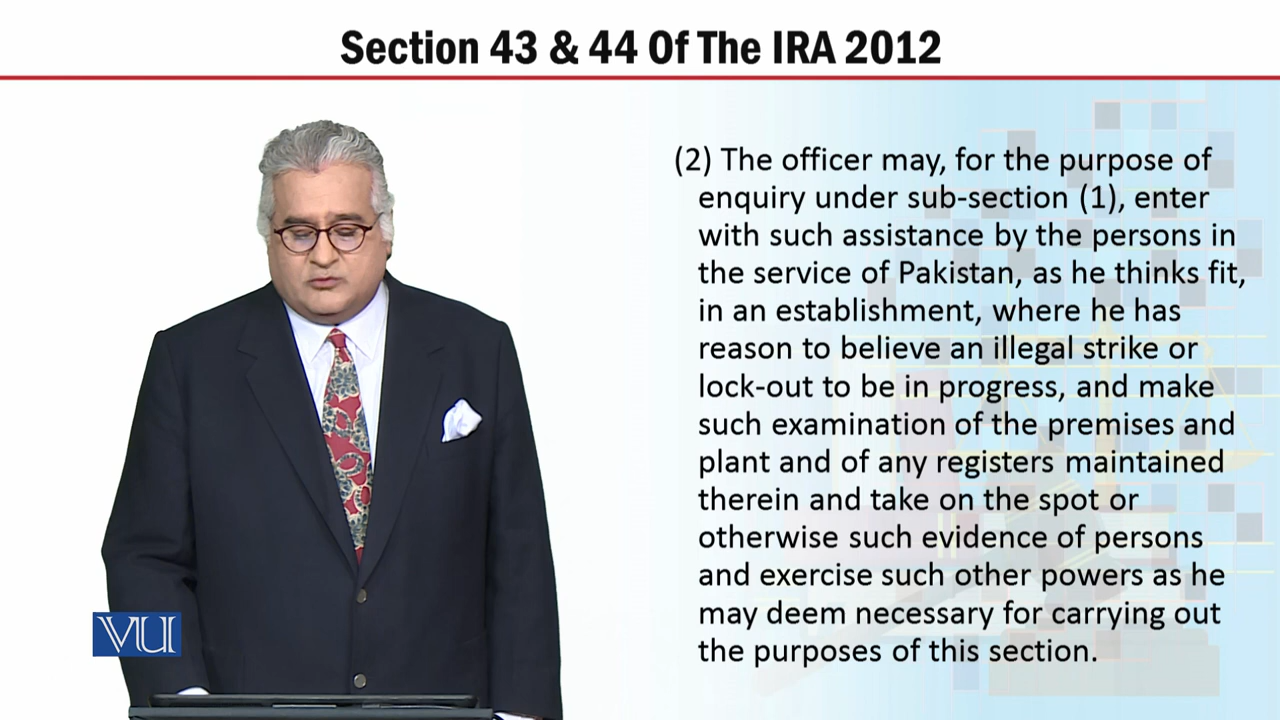 Section 43 & 44 Of The IRA 2012
(2) The officer may, for the purpose of
enquiry under sub-section (1), enter
with such assistance by the persons in
the service of Pakistan, as he thinks fit,
in an establishment, where he has
reason to believe an illegal strike or
lock-out to be in progress, and make
such examination of the premises and
plant and of any registers maintained
therein and take on the spot or
otherwise such evidence of persons
and exercise such other powers as he
may deem necessary for carrying out
the purposes of this section.
VU